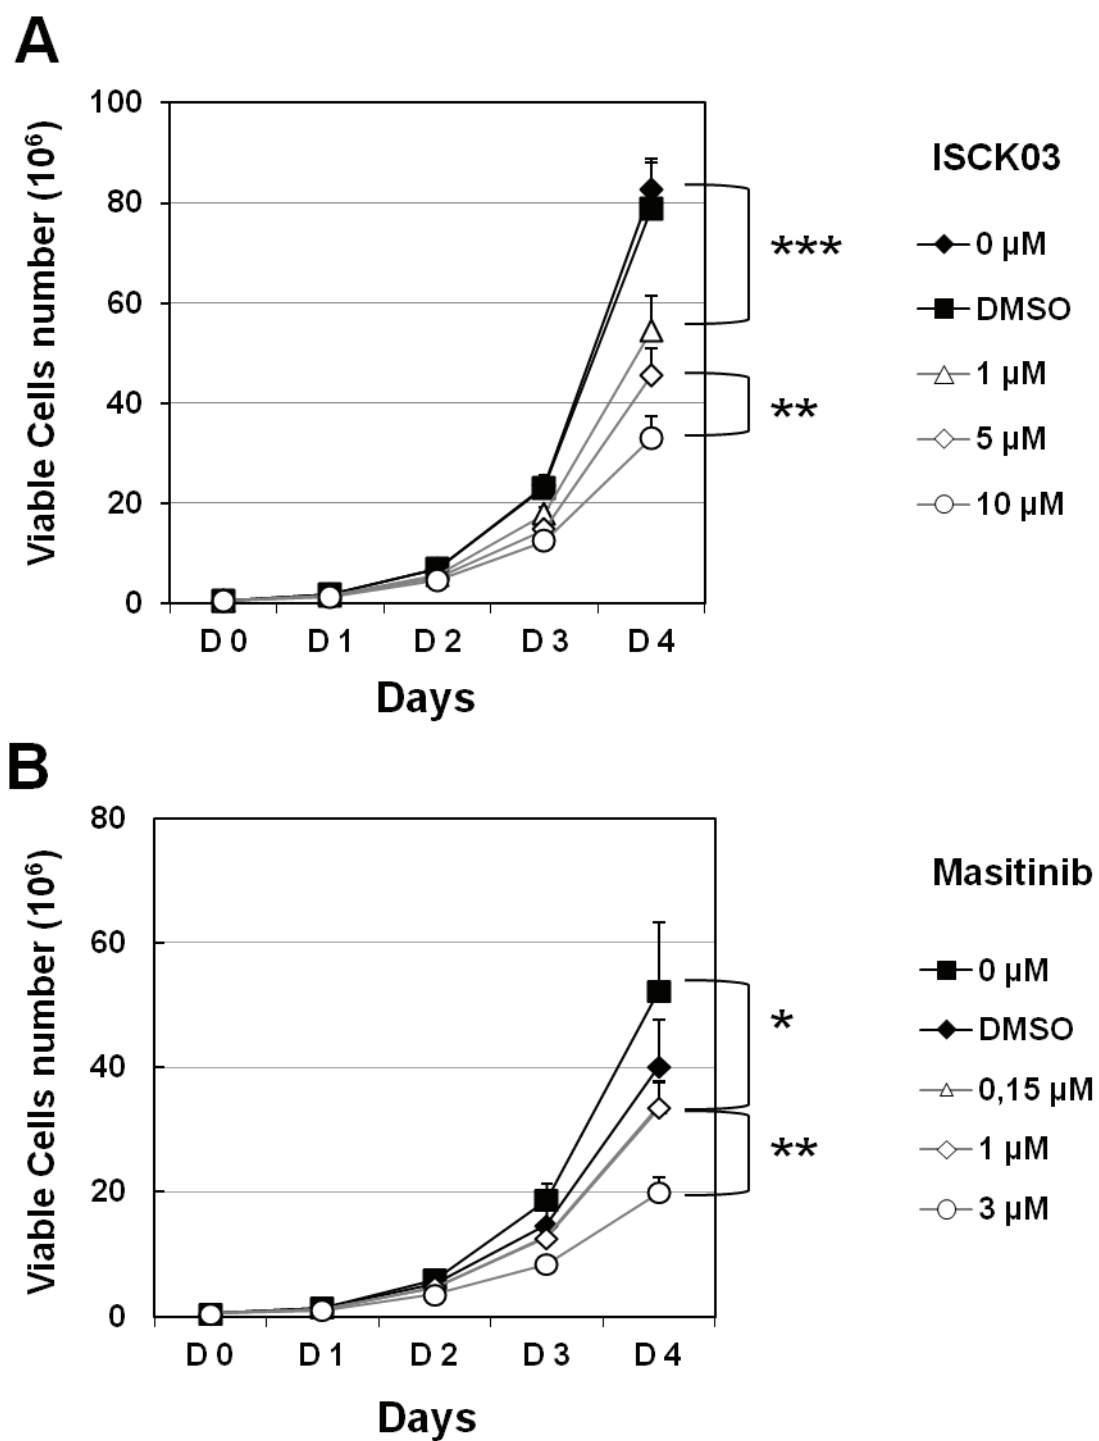 A
100
80
60
40
20
0
Viable Cells number (10⁶)
D 0 D 1 D 2 D 3 D 4
Days
***
**
ISCK03
0 µM
DMSO
1 µM
5 µM
10 µM
B
80
60
40
20
0
Viable Cells number (10⁶)
D 0 D 1 D 2 D 3 D 4
Days
*
**
Masitinib
0 µM
DMSO
0,15 µM
1 µM
3 µM